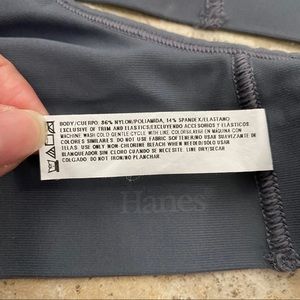 BODY/CUERPO: 86% NYLON/POLIAMIDA, 14% SPANDEX/ELASTANO
EXCLUSIVE OF TRIM AND ELASTICS/EXCLUYENDO ACCESORIOS Y ELASTICOS
MACHINE WASH COLD GENTLE CYCLE WITH LIKE COLORS/LAVAR EN MAQUINA CON
COLORES SIMILARES. DO NOT USE FABRIC SOFTENER/NO USAR SUAVIZANTE DE
TELAS. USE ONLY NON-CHLORINE BLEACH WHEN NEEDED/SOLO USAR
BLANQUEADOR SIN CLORO CUANDO SE NECESITE. LINE DRY/SECAR
COLGADO. DO NOT IRON/NO PLANCHAR.
Hanes